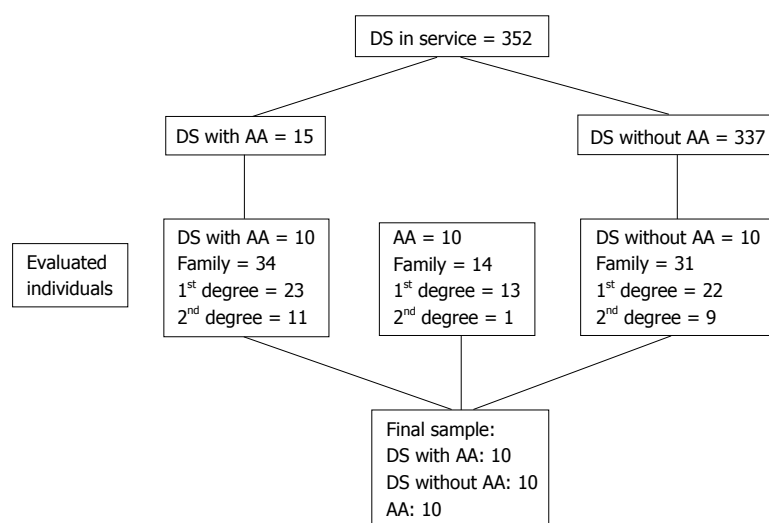 DS in service = 352
DS with AA = 15
DS without AA = 337
Evaluated
individuals
DS with AA = 10
Family = 34
1st degree = 23
2nd degree = 11
AA = 10
Family = 14
1st degree = 13
2nd degree = 1
DS without AA = 10
Family = 31
1st degree = 22
2nd degree = 9
Final sample:
DS with AA: 10
DS without AA: 10
AA: 10